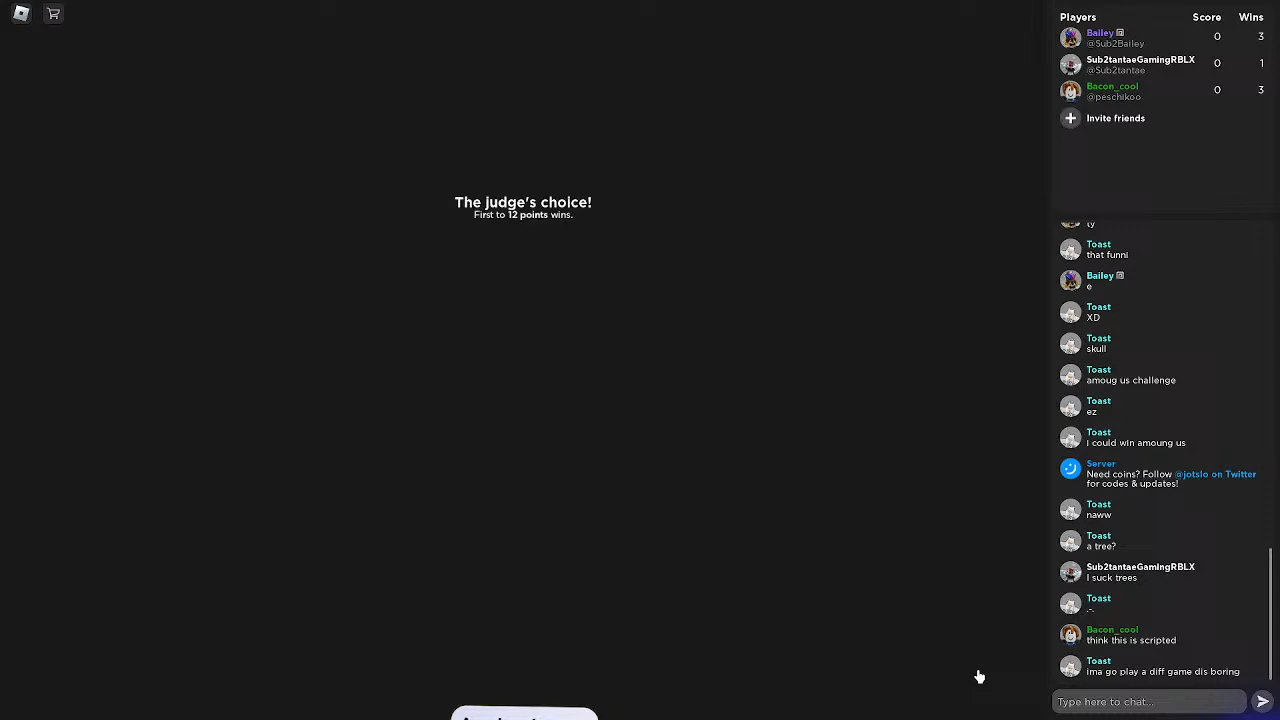 Players Score Wins
Bailey
@Sub2Bailey
0 3
Sub2tantaeGamingRBLX
@Sub2tantae
0 1
Bacon_cool
@peschikoo
0 3
Invite friends
The judge's choice!
First to 12 points wins.
ty
Toast
that funni
Bailey
e
Toast
XD
Toast
skull
Toast
amoug us challenge
Toast
ez
Toast
I could win amoung us
Server
Need coins? Follow @jotslo on Twitter
for codes & updates!
Toast
naww
Toast
a tree?
Sub2tantaeGamingRBLX
I suck trees
Toast
.-.
Bacon_cool
think this is scripted
Toast
ima go play a diff game dis boring
Type here to chat...